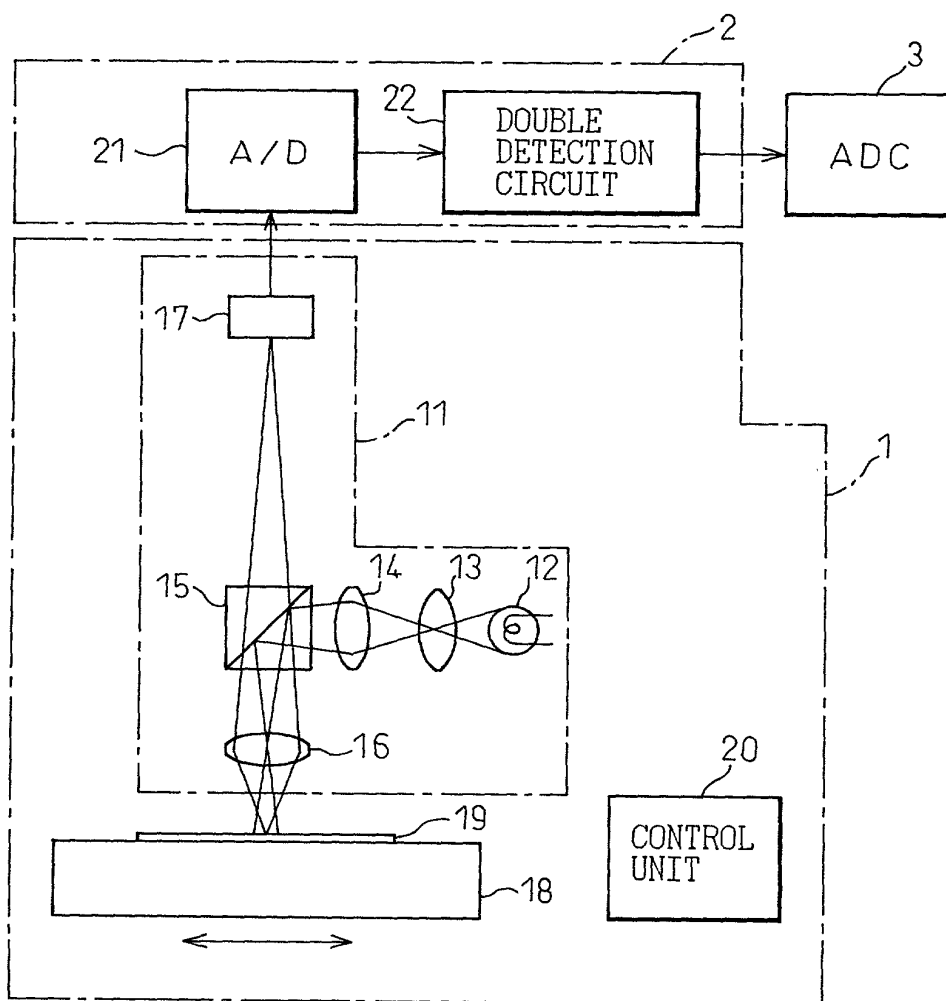 2
3
22
21
A/D
DOUBLE
DETECTION
CIRCUIT
ADC
17
11
1
15
14
13
12
16
20
19
CONTROL
UNIT
18